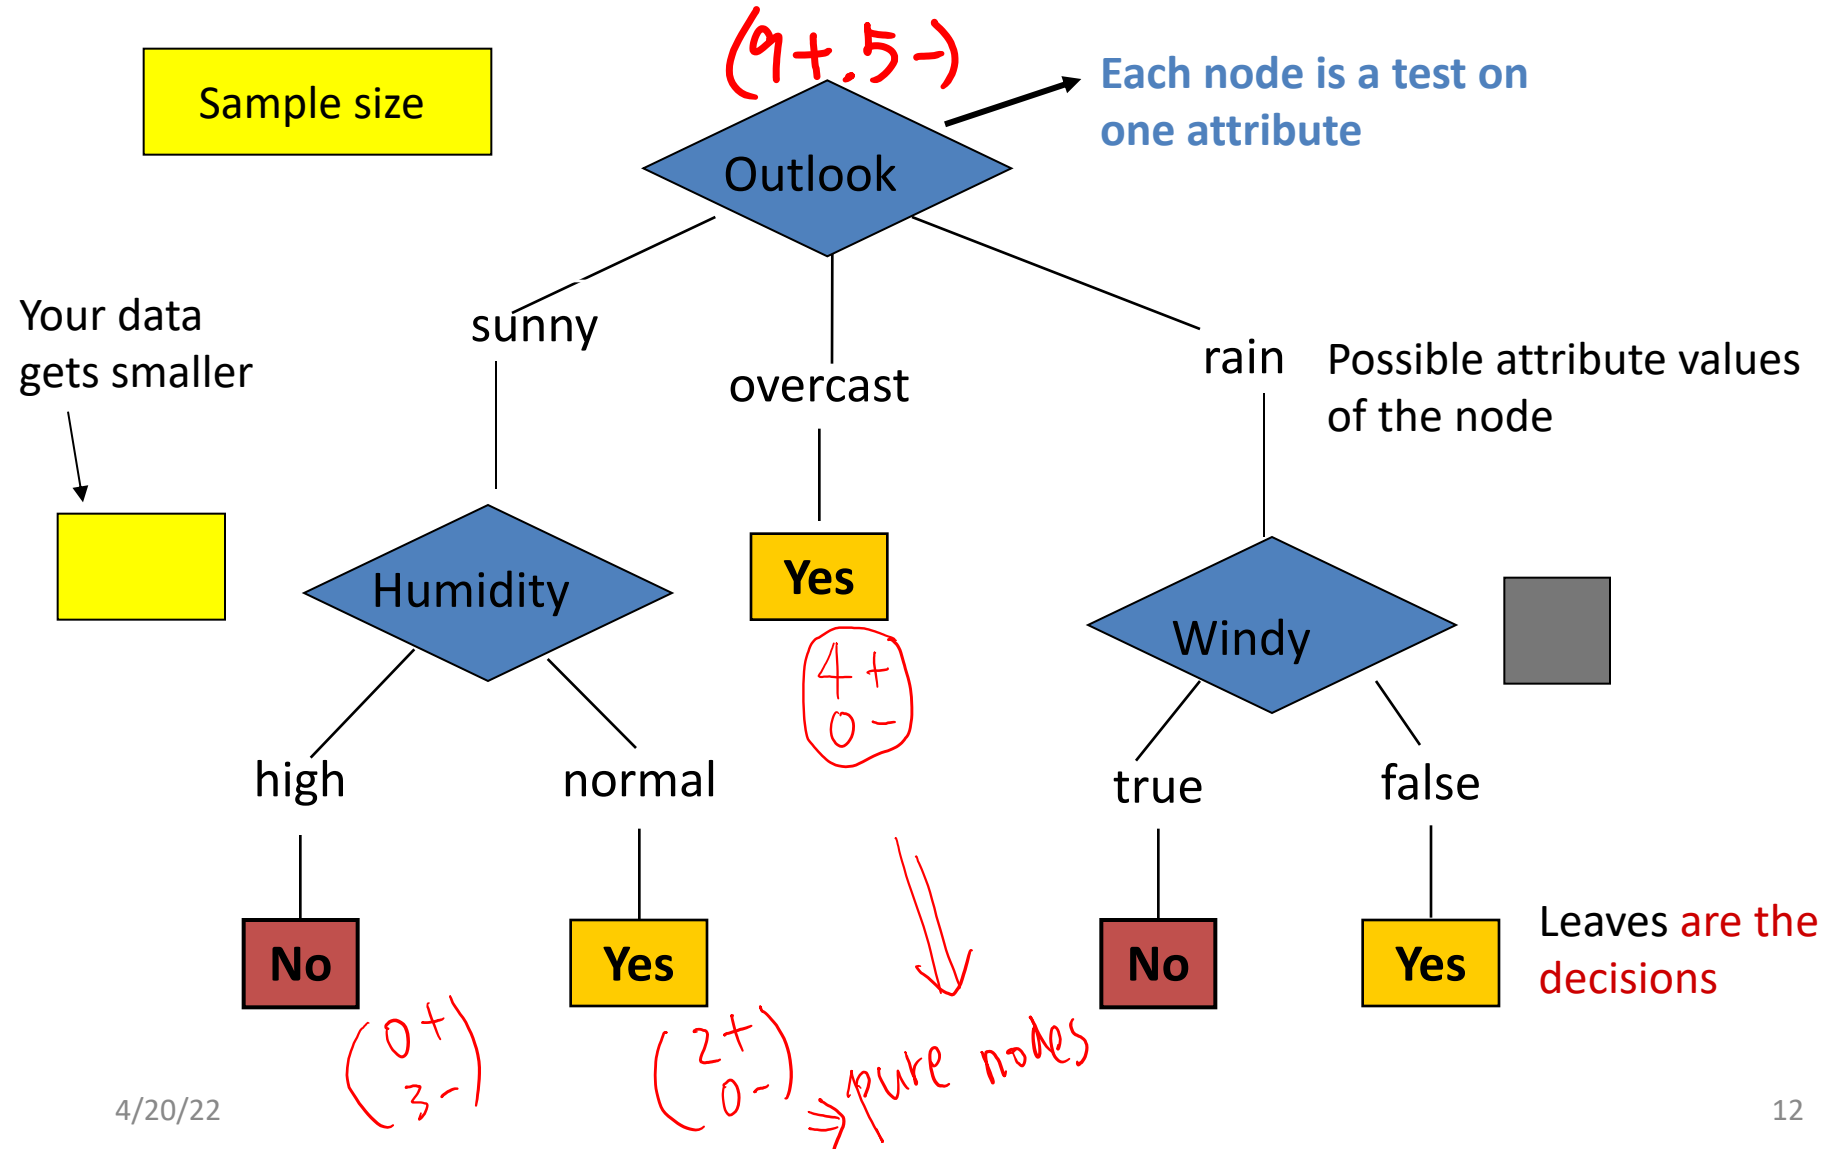 (9+.5-)
Sample size
Each node is a test on
one attribute
Outlook
Your data
gets smaller
sunny
overcast
rain
Possible attribute values
of the node
Humidity
Yes
Windy
4+
0-
high
normal
true
false
No
Yes
No
Yes
Leaves are the
decisions
(0+
3-)
(2+
0-)
⇒ pure nodes
4/20/22
12